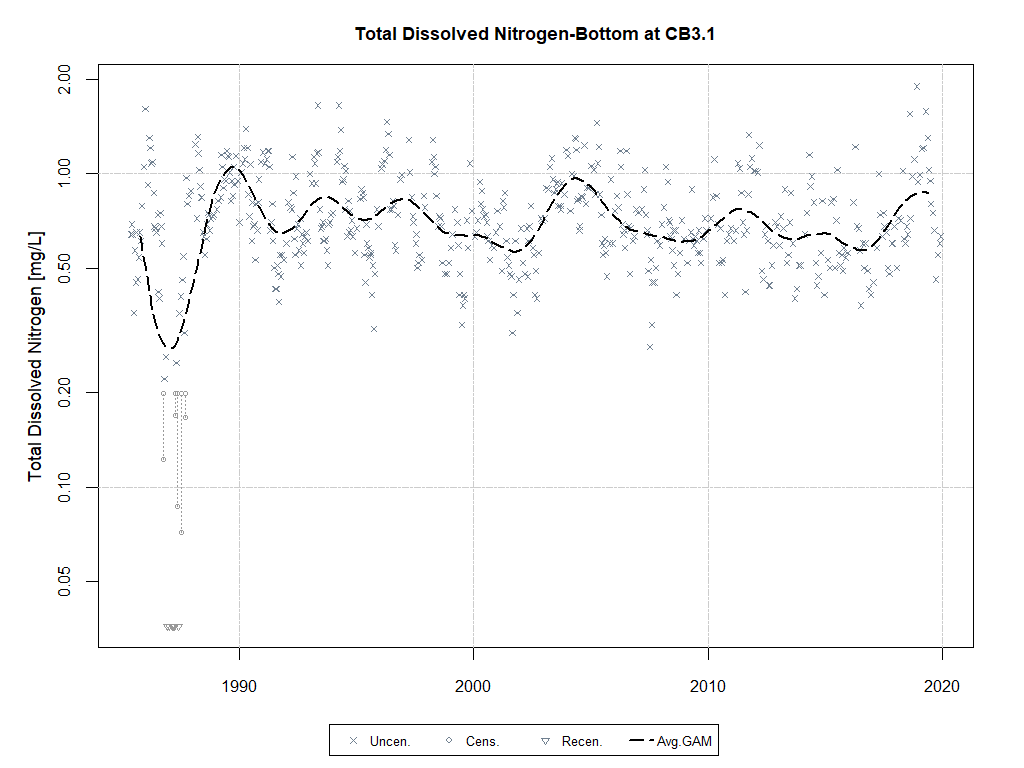 Total Dissolved Nitrogen-Bottom at CB3.1
Total Dissolved Nitrogen [mg/L]
2.00
1.00
0.50
0.20
0.10
0.05
1990 2000 2010 2020
Uncen. Cens. Recen. Avg.GAM